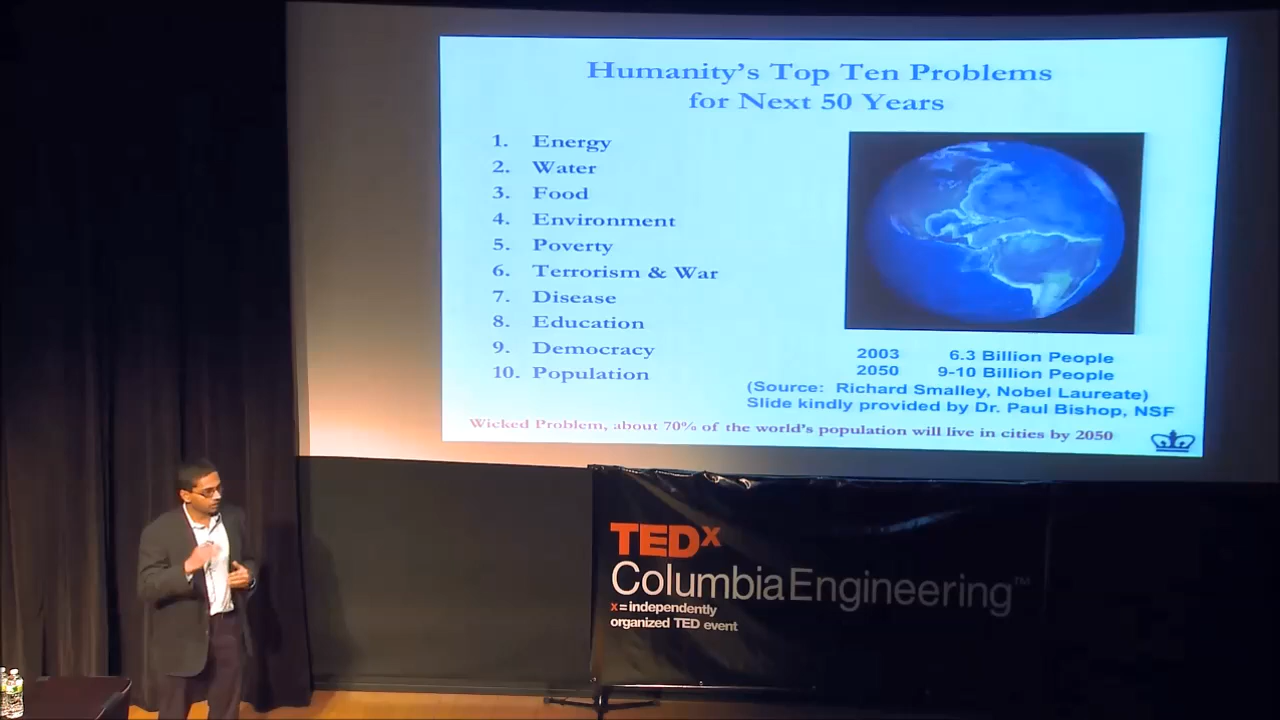 Humanity's Top Ten Problems
for Next 50 Years
1. Energy
2. Water
3. Food
4. Environment
5. Poverty
6. Terrorism & War
7. Disease
8. Education
9. Democracy
10. Population
2003 6.3 Billion People
2050 9-10 Billion People
(Source: Richard Smalley, Nobel Laureate)
Slide kindly provided by Dr. Paul Bishop, NSF
Wicked Problem, about 70% of the world's population will live in cities by 2050
TEDx
ColumbiaEngineering™
x = independently
organized TED event